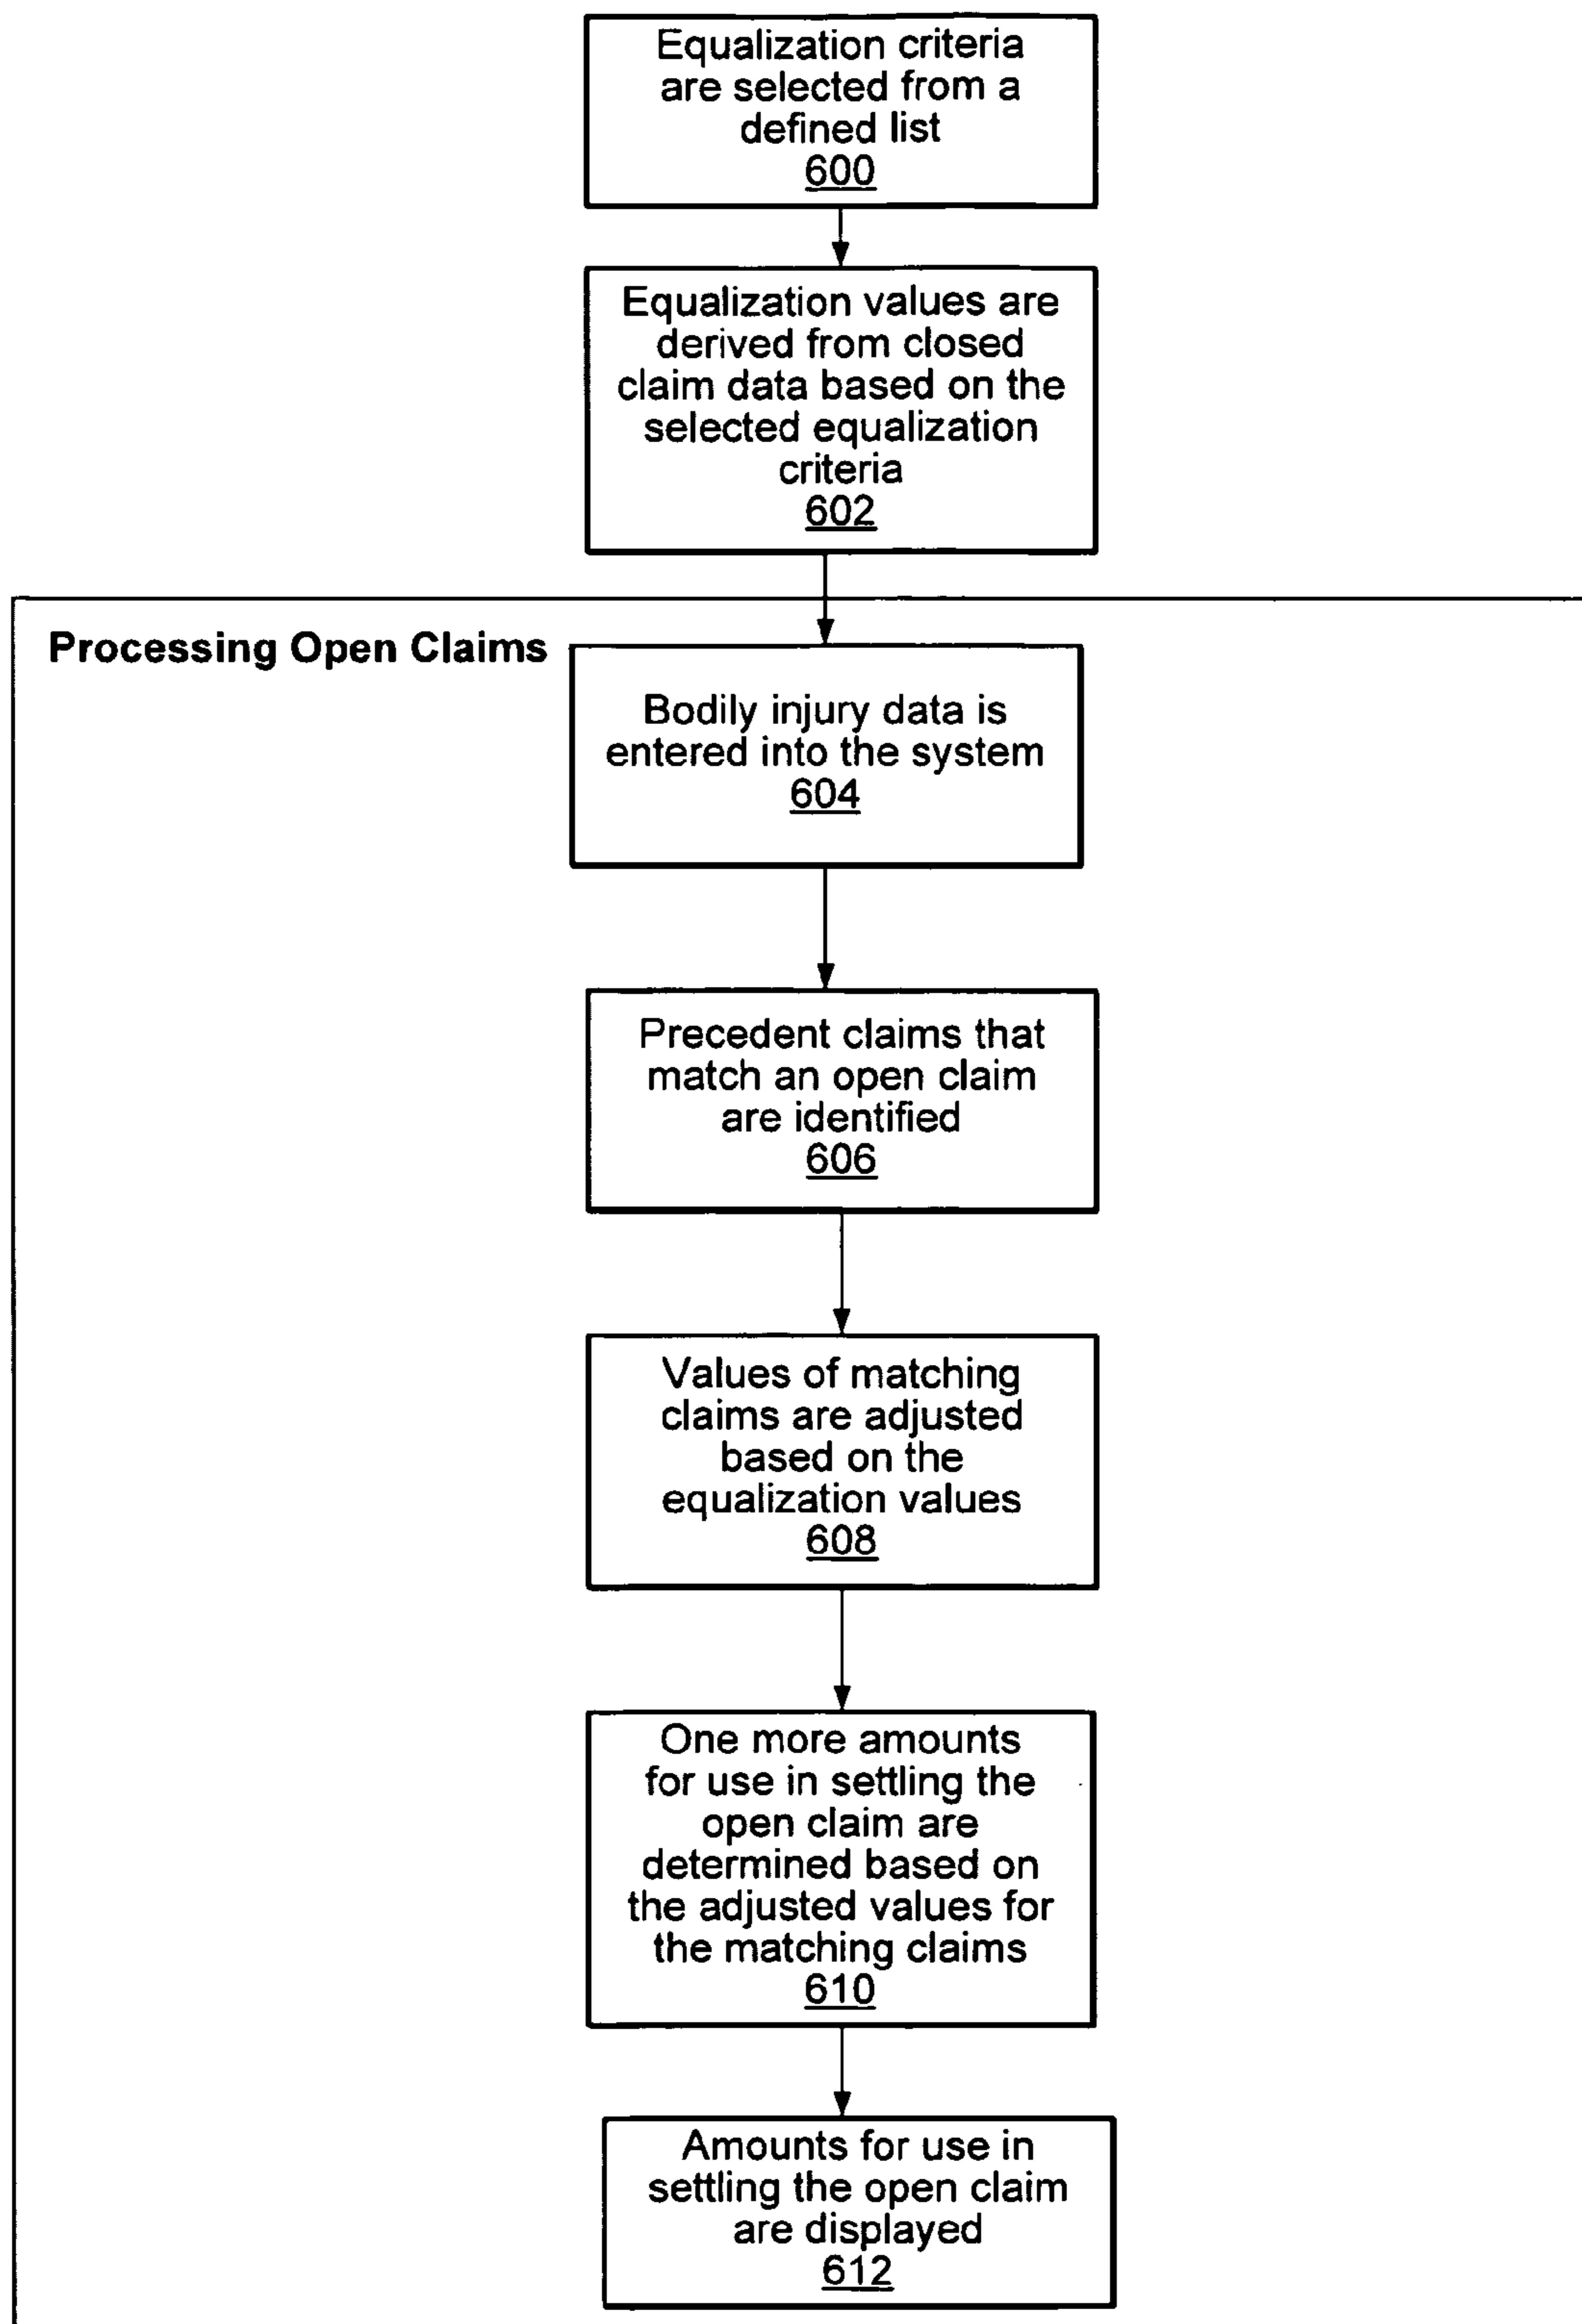 Equalization criteria
are selected from a
defined list
600
Equalization values are
derived from closed
claim data based on the
selected equalization
criteria
602
Processing Open Claims
Bodily injury data is
entered into the system
604
Precedent claims that
match an open claim
are identified
606
Values of matching
claims are adjusted
based on the
equalization values
608
One more amounts
for use in settling the
open claim are
determined based on
the adjusted values for
the matching claims
610
Amounts for use in
settling the open claim
are displayed
612